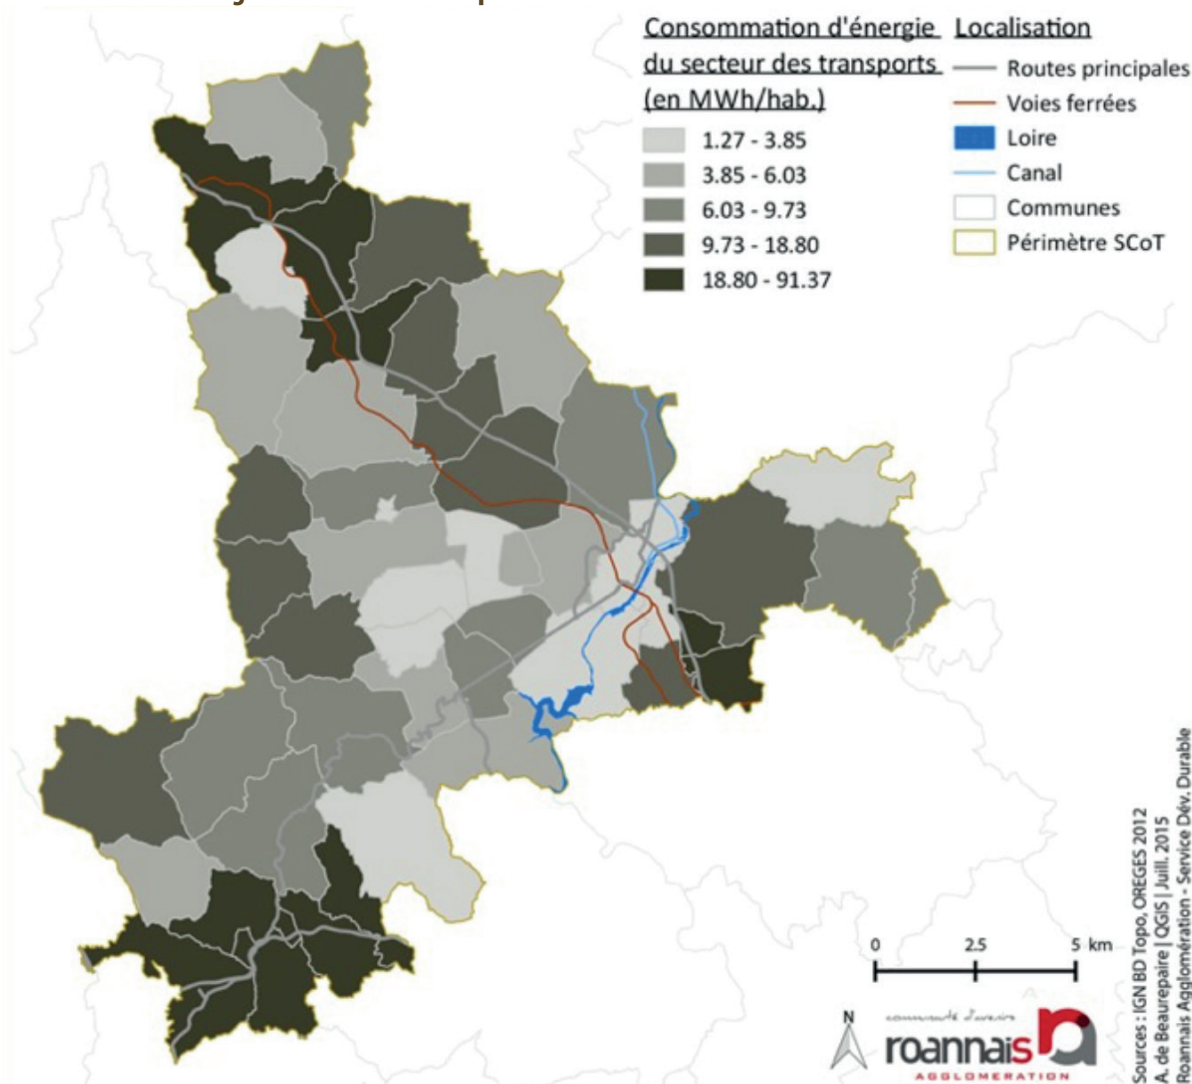 Consommation d'énergie
du secteur des transports
(en MWh/hab.)
1.27 - 3.85
3.85 - 6.03
6.03 - 9.73
9.73 - 18.80
18.80 - 91.37
Localisation
Routes principales
Voies ferrées
Loire
Canal
Communes
Périmètre SCoT
0 2.5 5 km
N
communauté d'avenirs
roannais
AGGLOMERATION
Sources : IGN BD Topo, OREGES 2012
A. de Beaurepaire | QGIS | Juill. 2015
Roannais Agglomération - Service Dév. Durable